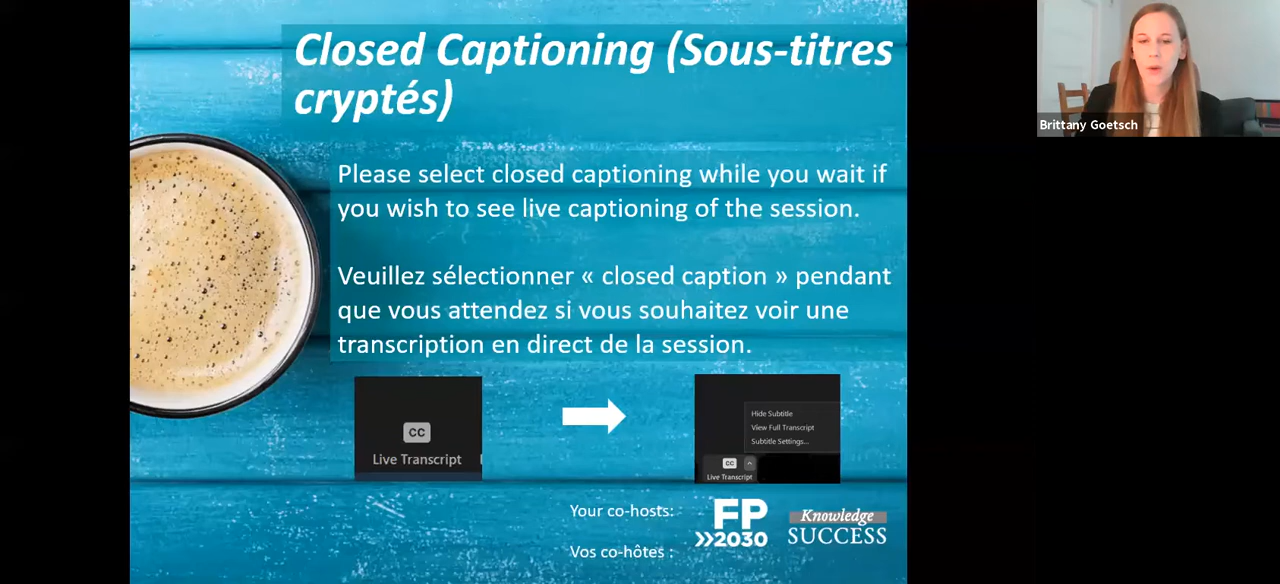 Closed Captioning (Sous-titres
cryptés)
Brittany Goetsch
Please select closed captioning while you wait if
you wish to see live captioning of the session.
Veuillez sélectionner « closed caption » pendant
que vous attendez si vous souhaitez voir une
transcription en direct de la session.
CC
Live Transcript
Hide Subtitle
View Full Transcript
Subtitle Settings...
CC
Live Transcript
Your co-hosts:
Vos co-hôtes :
FP
2030
Knowledge
SUCCESS